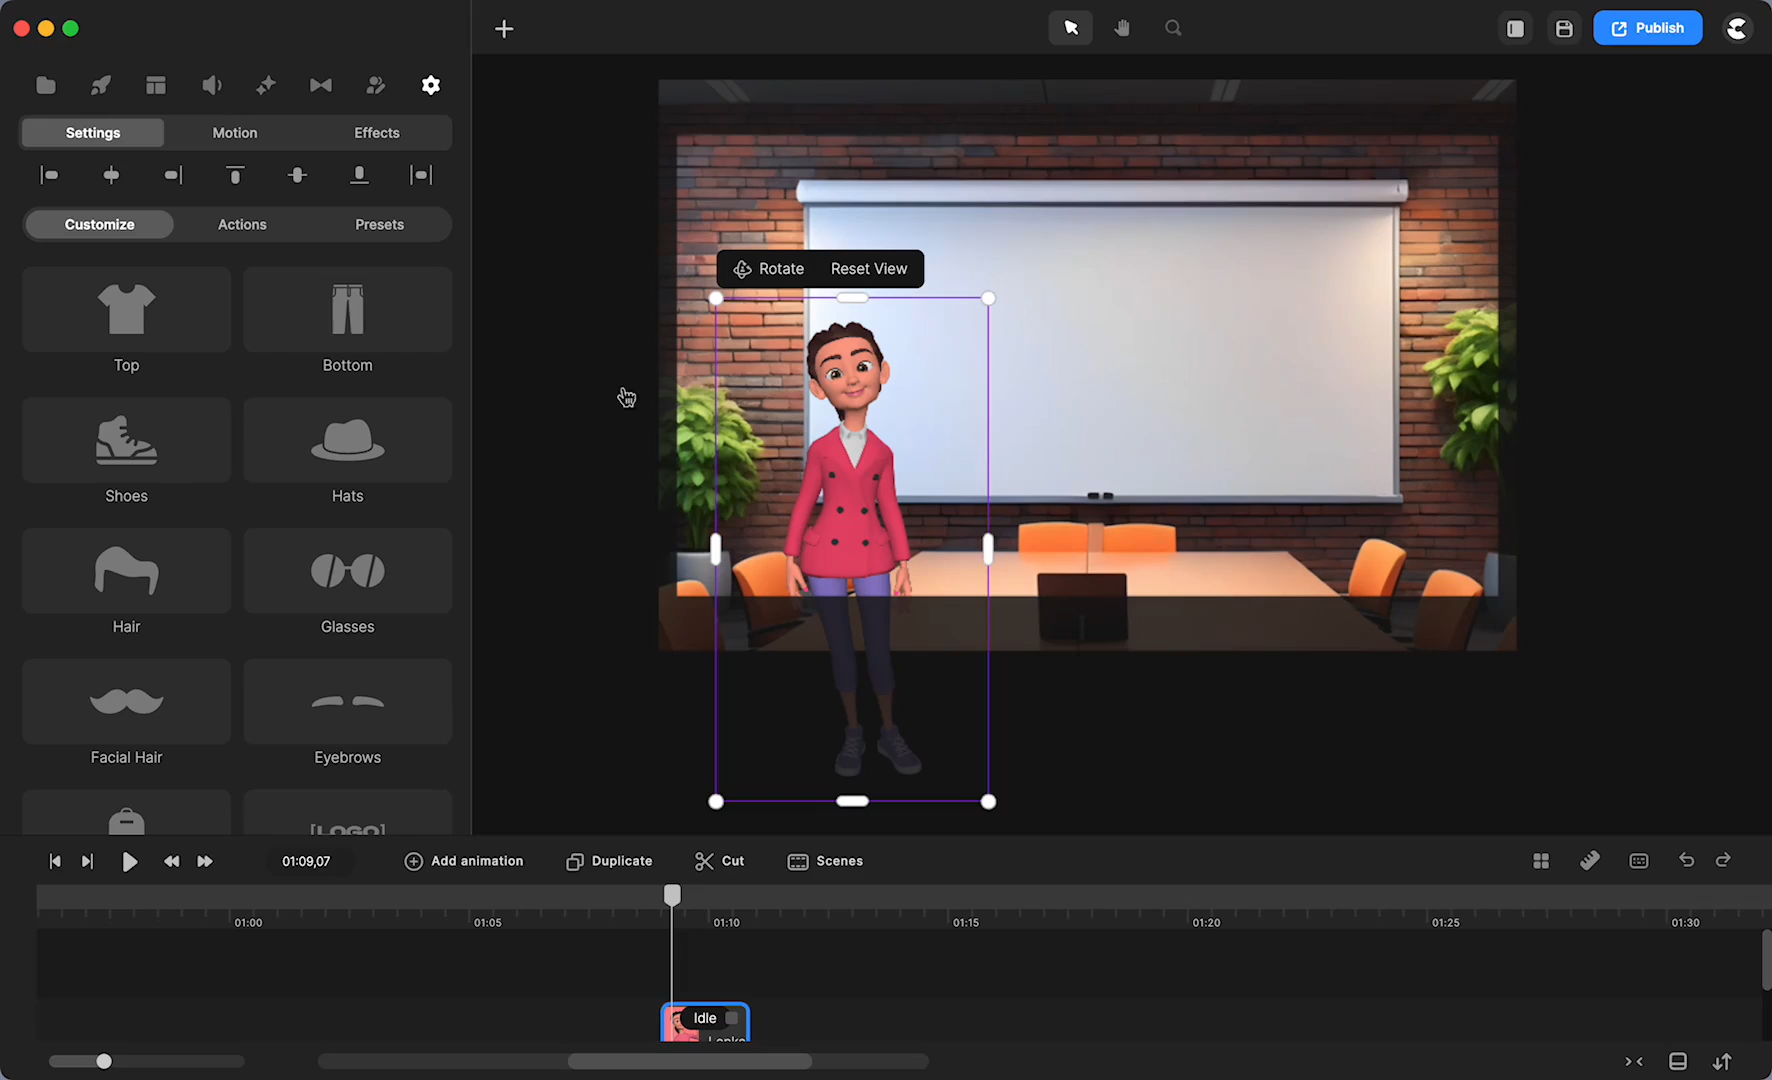 Publish
Settings Motion Effects
Customize Actions Presets
Rotate Reset View
Top Bottom
Shoes Hats
Hair Glasses
Facial Hair Eyebrows
[LOGO]
01:09,07 Add animation Duplicate Cut Scenes
01:00 01:05 01:10 01:15 01:20 01:25 01:30
Idle